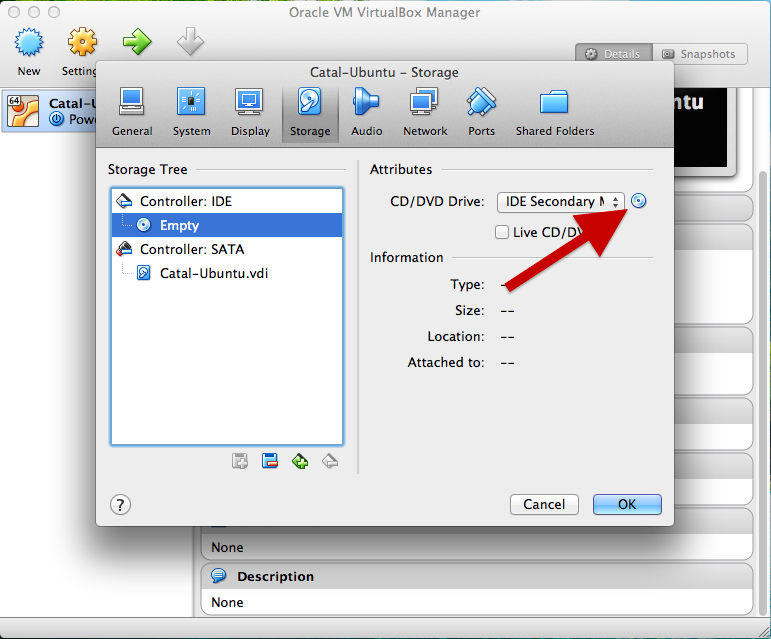 Oracle VM VirtualBox Manager
New
Setting
Details
Snapshots
64
Catal-U
Pow
ntu
Catal-Ubuntu – Storage
General
System
Display
Storage
Audio
Network
Ports
Shared Folders
Storage Tree
Controller: IDE
Empty
Controller: SATA
Catal-Ubuntu.vdi
Attributes
CD/DVD Drive:
IDE Secondary M
Live CD/DV
Information
Type: -
Size: --
Location: --
Attached to: --
?
Cancel
OK
None
Description
None